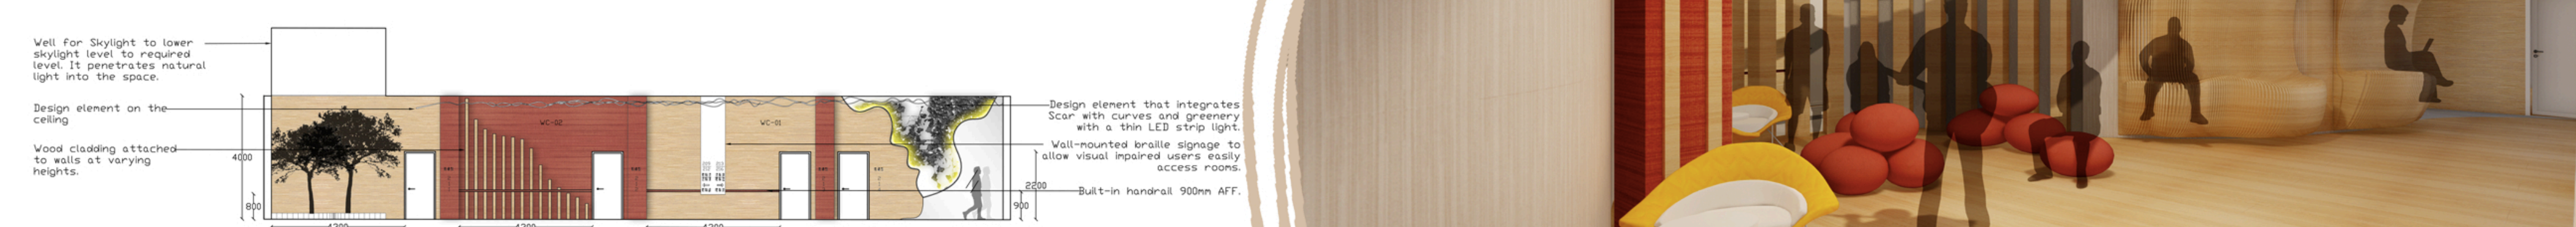 Well for Skylight to lower
skylight level to required
level. It penetrates natural
light into the space.
Design element on the
ceiling
Wood cladding attached
to walls at varying
heights.
4000
800
WC-02
WC-01
Design element that integrates
Scar with curves and greenery
with a thin LED strip light.
Wall-mounted braille signage to
allow visual impaired users easily
access rooms.
2200
Built-in handrail 900mm AFF.
900